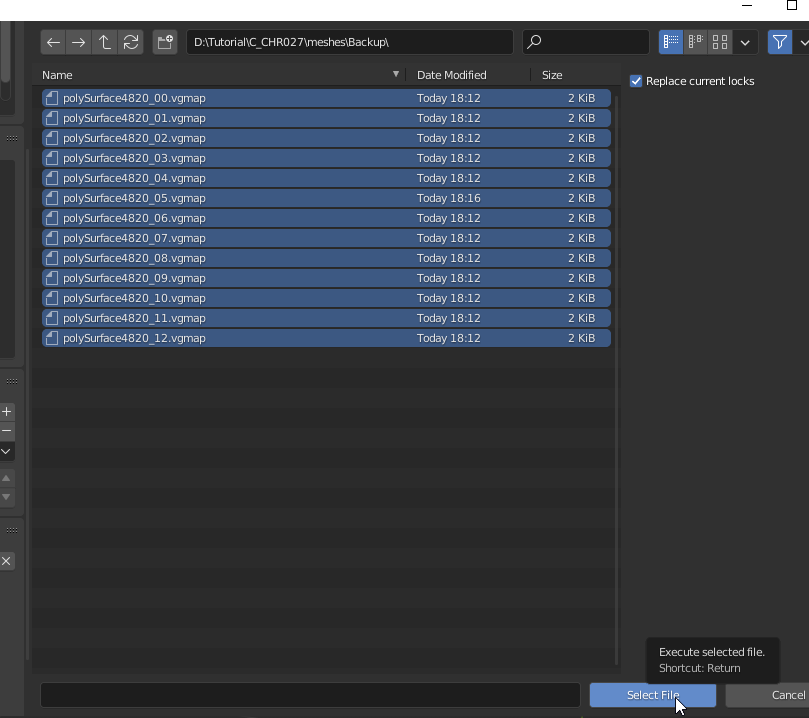 D:\Tutorial\C_CHR027\meshes\Backup\
Name Date Modified Size
Replace current locks
polySurface4820_00.vgmap Today 18:12 2 KiB
polySurface4820_01.vgmap Today 18:12 2 KiB
polySurface4820_02.vgmap Today 18:12 2 KiB
polySurface4820_03.vgmap Today 18:12 2 KiB
polySurface4820_04.vgmap Today 18:12 2 KiB
polySurface4820_05.vgmap Today 18:16 2 KiB
polySurface4820_06.vgmap Today 18:12 2 KiB
polySurface4820_07.vgmap Today 18:12 2 KiB
polySurface4820_08.vgmap Today 18:12 2 KiB
polySurface4820_09.vgmap Today 18:12 2 KiB
polySurface4820_10.vgmap Today 18:12 2 KiB
polySurface4820_11.vgmap Today 18:12 2 KiB
polySurface4820_12.vgmap Today 18:12 2 KiB
Execute selected file.
Shortcut: Return
Select File Cancel